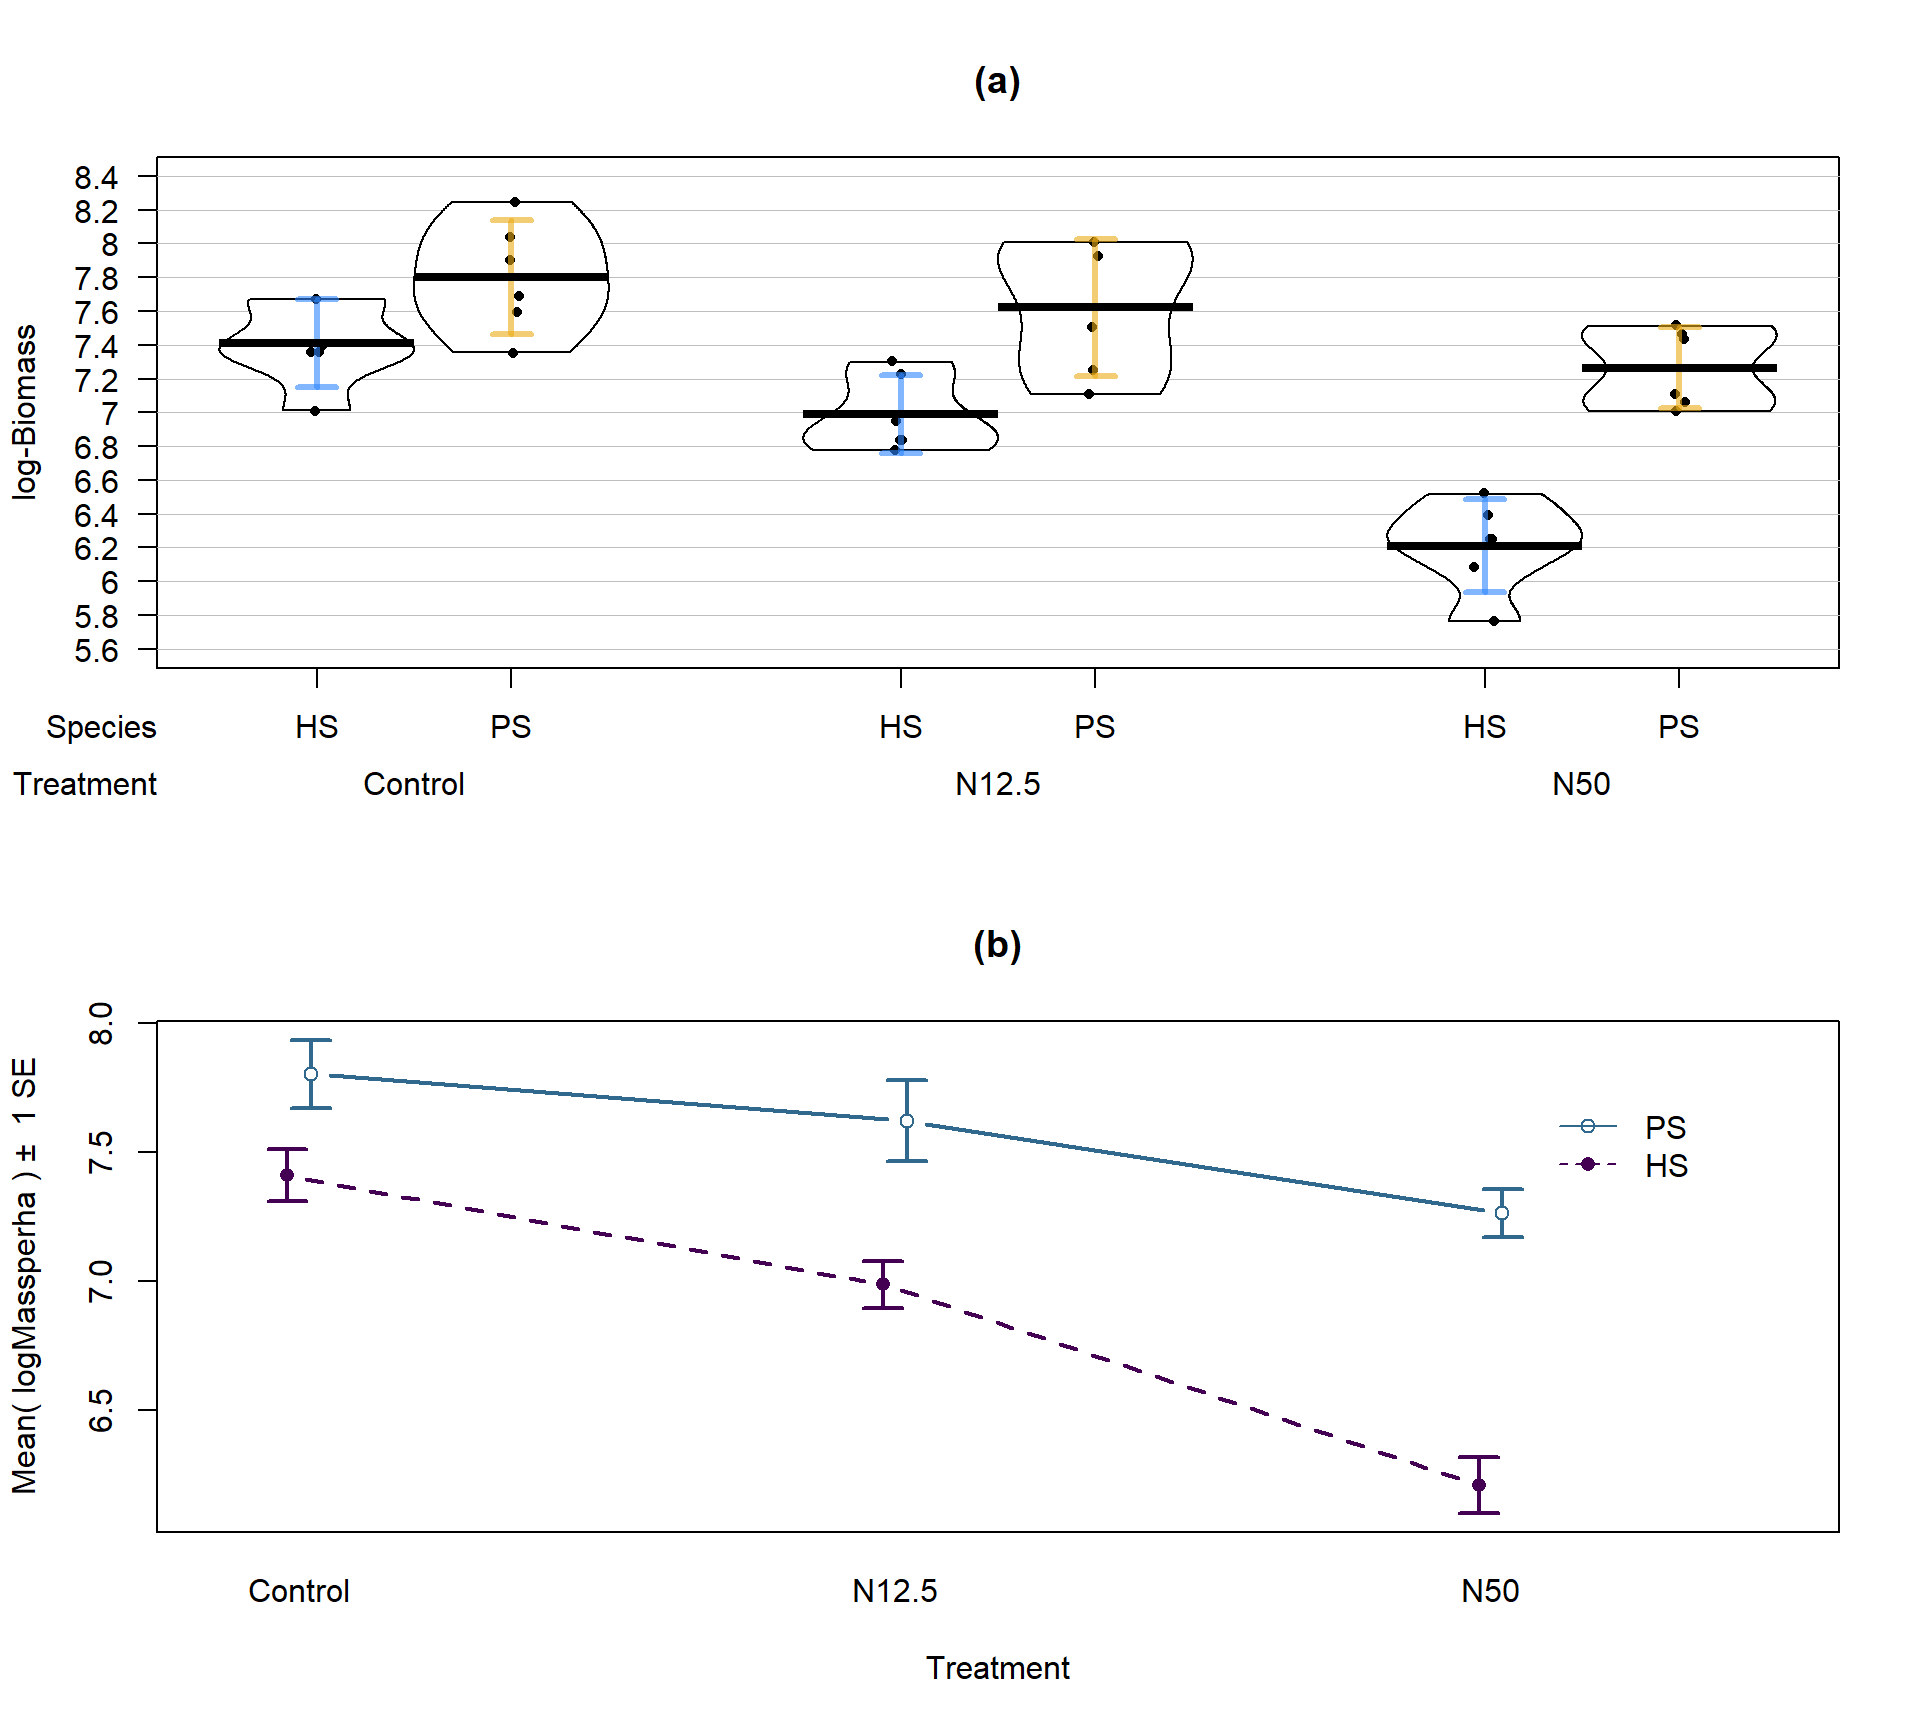 (a)
log-Biomass
8.4
8.2
8
7.8
7.6
7.4
7.2
7
6.8
6.6
6.4
6.2
6
5.8
5.6
Species HS PS HS PS HS PS
Treatment Control N12.5 N50
(b)
Mean( logMassperha ) ± 1 SE
8.0
7.5
7.0
6.5
PS
HS
Control N12.5 N50
Treatment